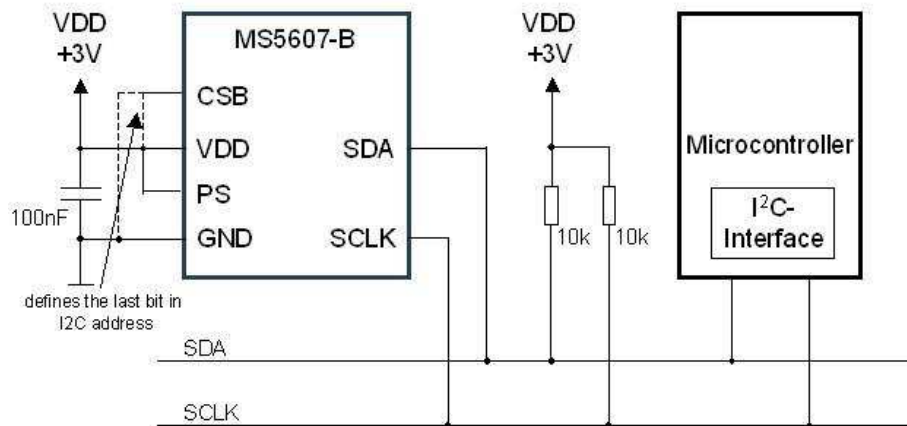 VDD
+3V
MS5607-B
CSB
VDD
PS
GND
SDA
SCLK
100nF
defines the last bit in
I2C address
VDD
+3V
10k
10k
Microcontroller
I²C-
Interface
SDA
SCLK